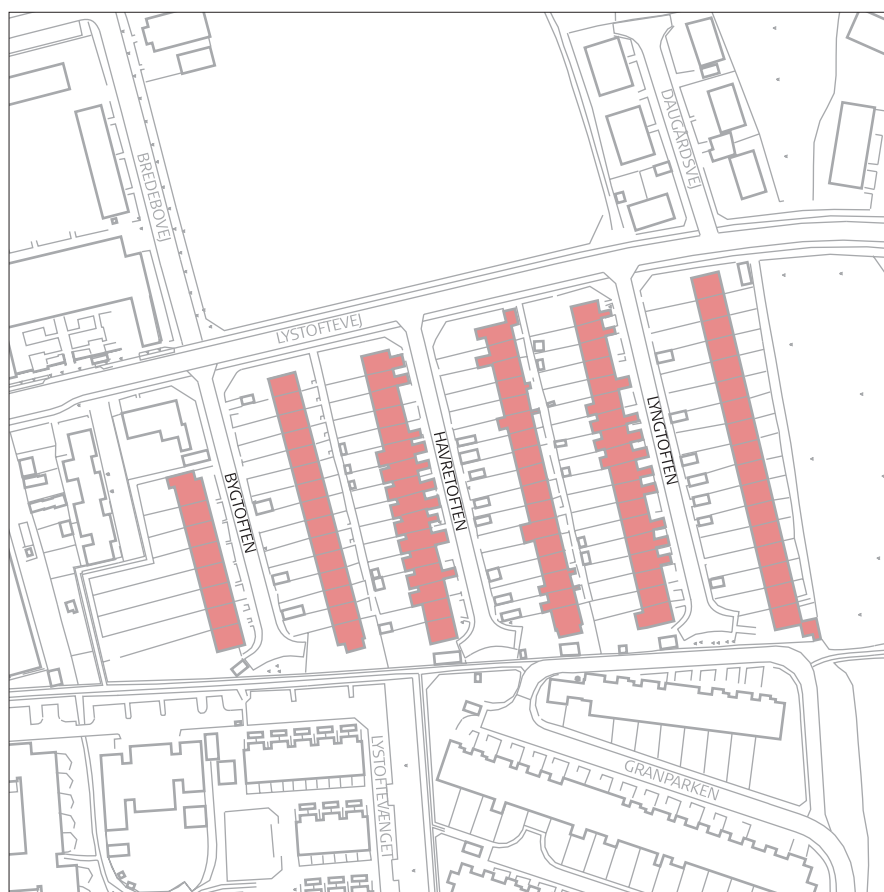 DAUGÅRDSVEJ
BREDEBOVEJ
LYSTOFTEVEJ
LYNGTOFTEN
HAVRETOFTEN
BYGTOFTEN
LYSTOFTEVÆNGET
GRANPARKEN